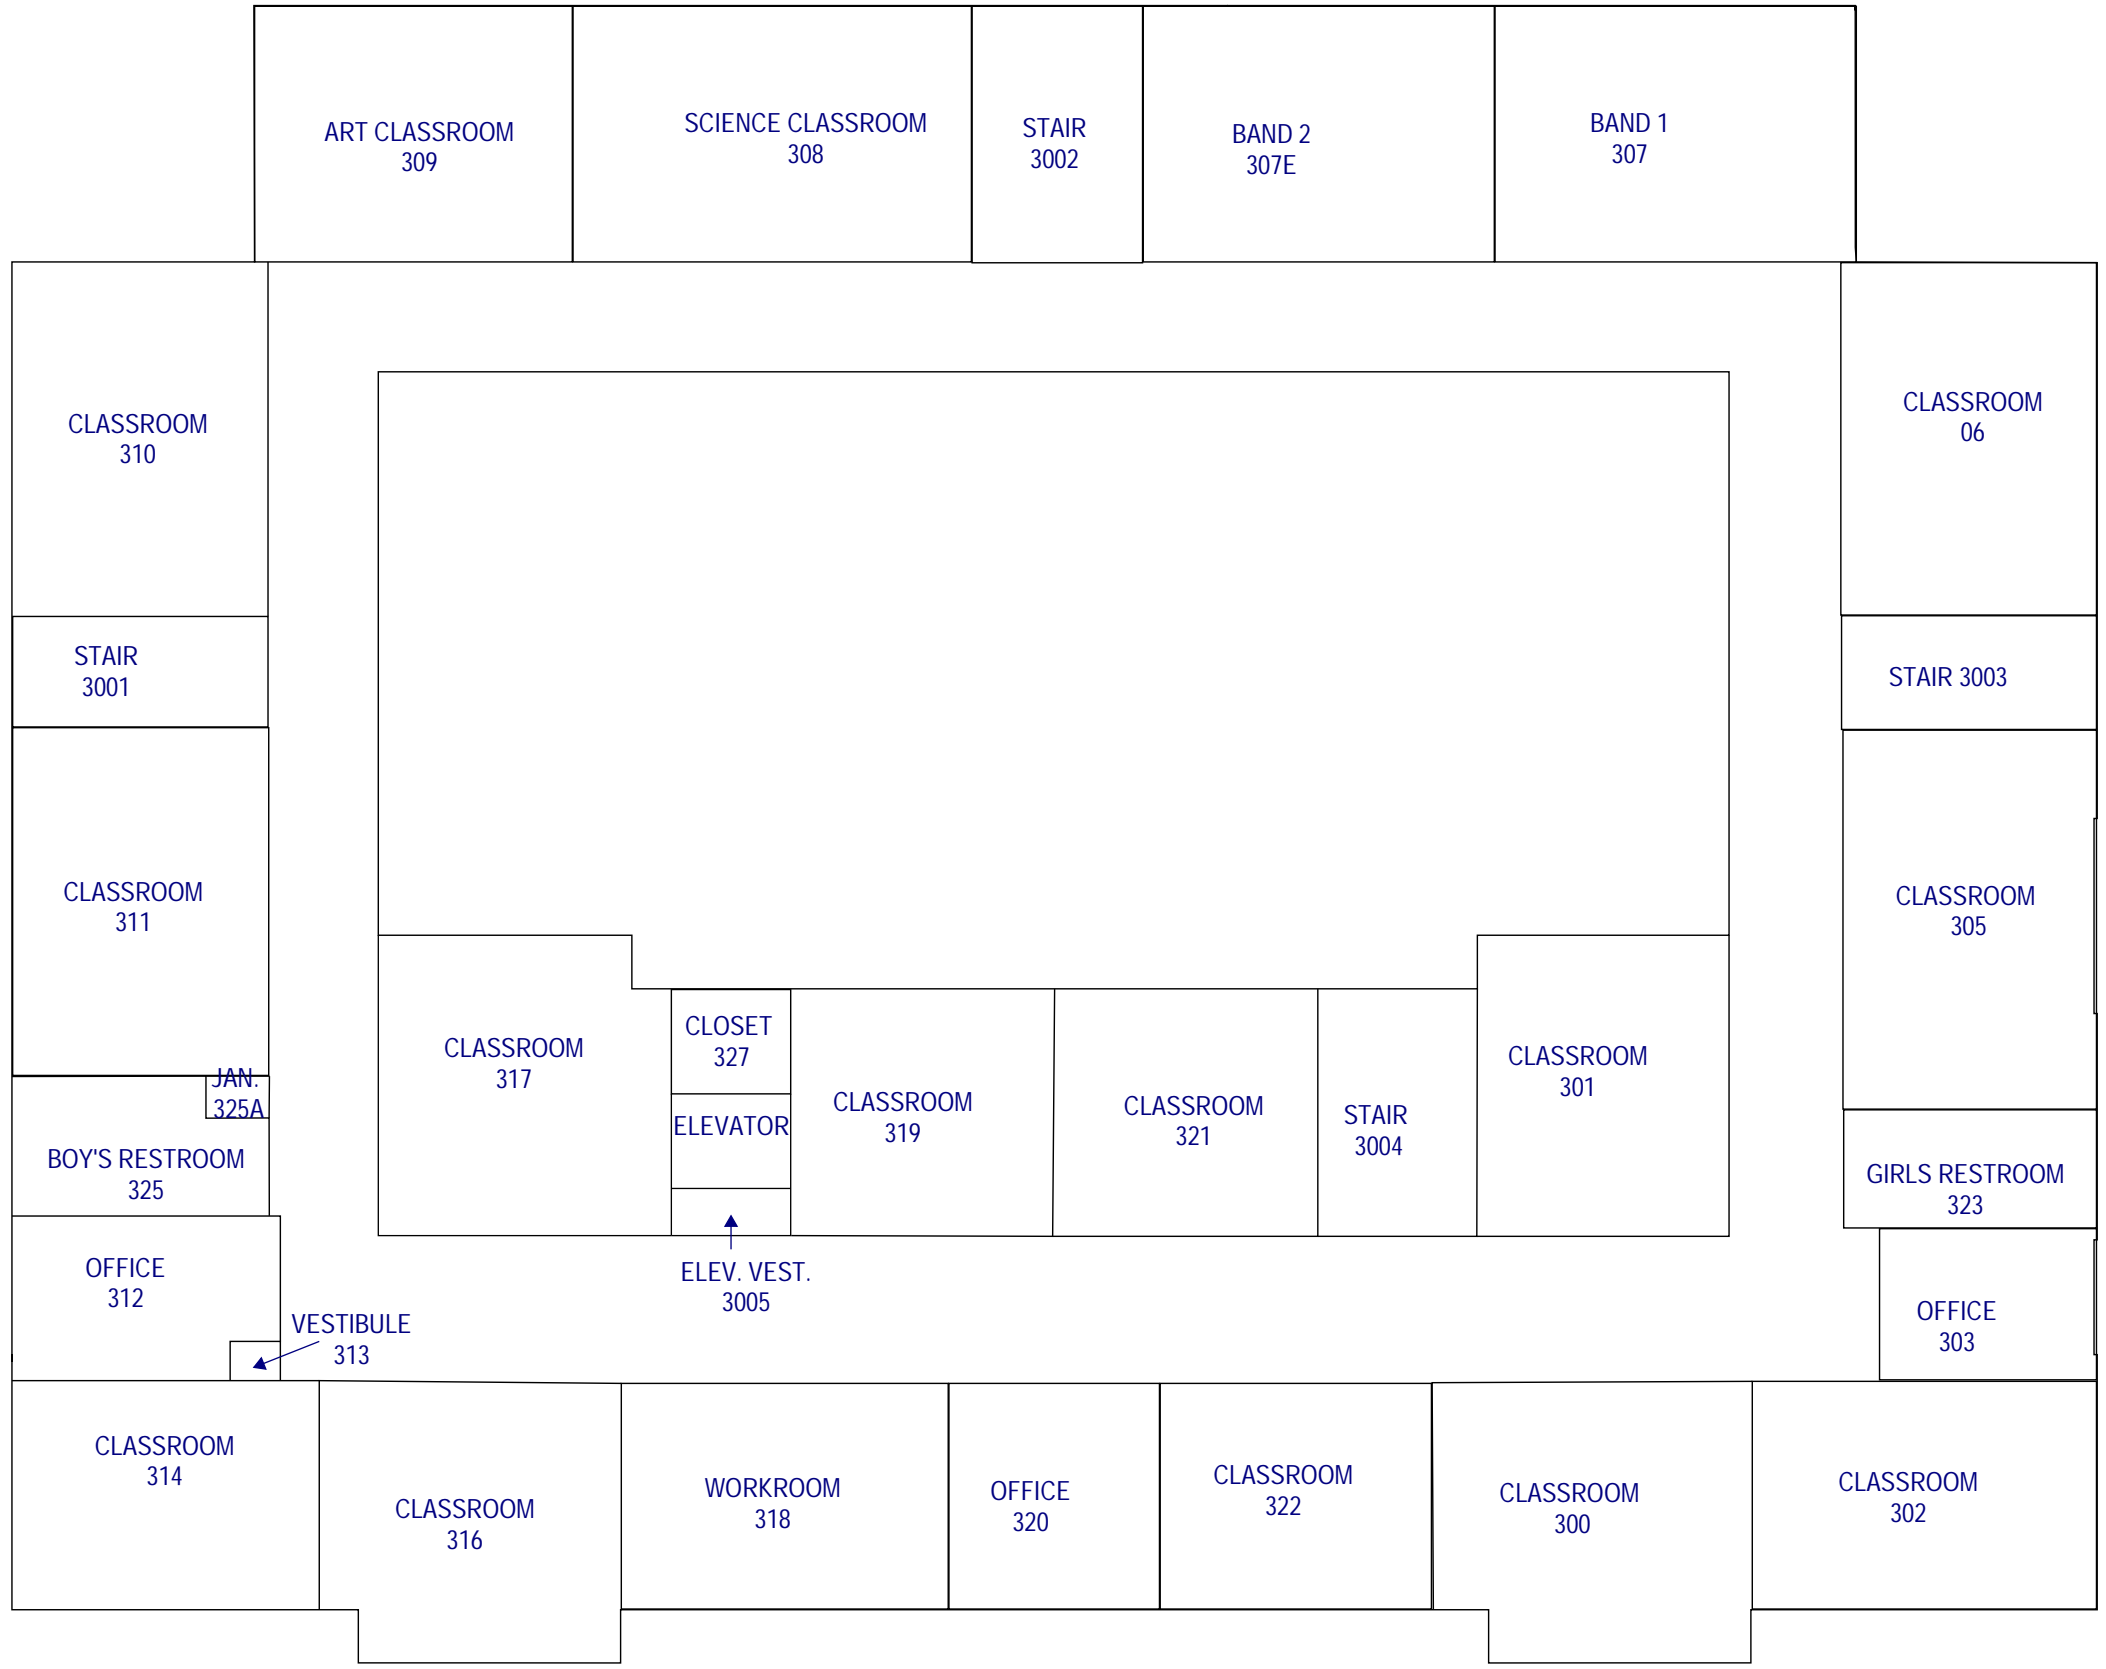 ART CLASSROOM
309
SCIENCE CLASSROOM
308
STAIR
3002
BAND 2
307E
BAND 1
307
CLASSROOM
310
CLASSROOM
06
STAIR
3001
STAIR 3003
CLASSROOM
311
CLASSROOM
305
JAN.
325A
BOY'S RESTROOM
325
CLASSROOM
317
CLOSET
327
ELEVATOR
CLASSROOM
319
CLASSROOM
321
STAIR
3004
CLASSROOM
301
GIRLS RESTROOM
323
OFFICE
312
VESTIBULE
313
ELEV. VEST.
3005
OFFICE
303
CLASSROOM
314
CLASSROOM
316
WORKROOM
318
OFFICE
320
CLASSROOM
322
CLASSROOM
300
CLASSROOM
302